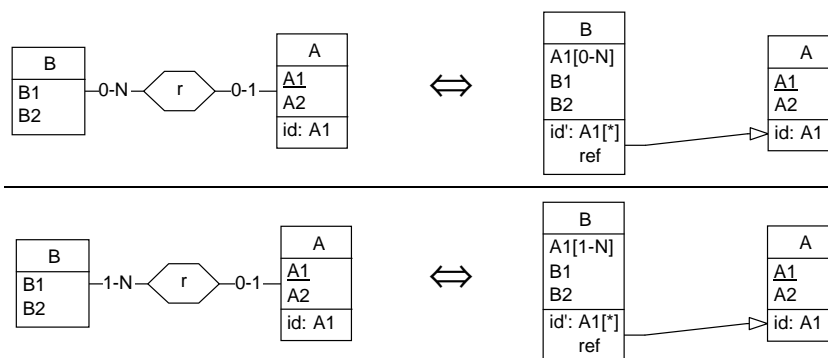 B
B1
B2
0-N
r
0-1
A
A1
A2
id: A1
⇔
B
A1[0-N]
B1
B2
id': A1[*]
ref
A
A1
A2
id: A1
B
B1
B2
1-N
r
0-1
A
A1
A2
id: A1
⇔
B
A1[1-N]
B1
B2
id': A1[*]
ref
A
A1
A2
id: A1